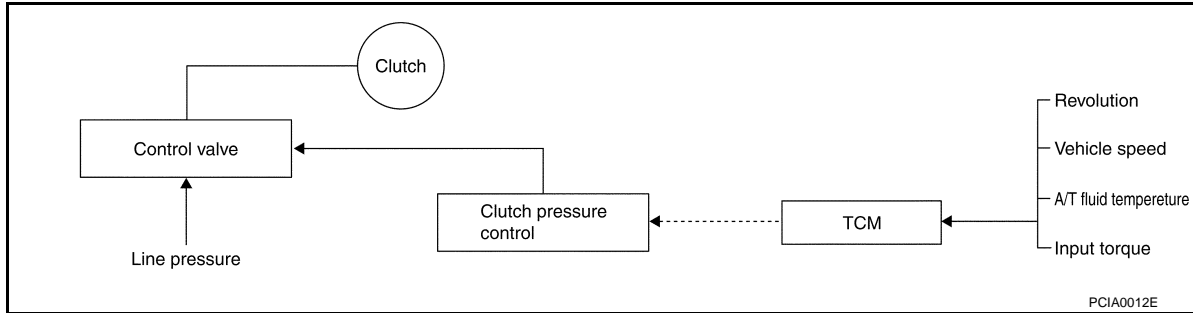 Clutch
Control valve
Line pressure
Clutch pressure
control
TCM
Revolution
Vehicle speed
A/T fluid tempereture
Input torque
PCIA0012E